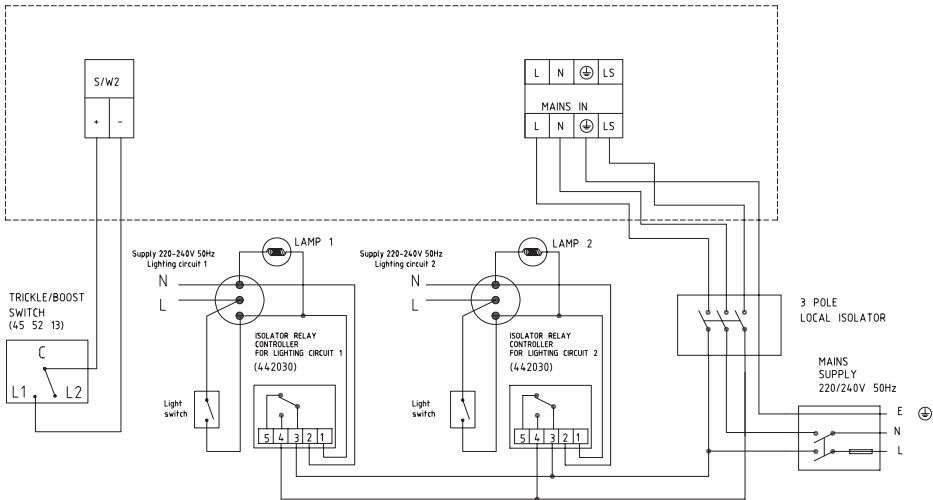 S/W2
+ -
L N LS
MAINS IN
L N LS
Supply 220-240V 50Hz
Lighting circuit 1
LAMP 1
N
L
Supply 220-240V 50Hz
Lighting circuit 2
LAMP 2
N
L
TRICKLE/BOOST
SWITCH
(45 52 13)
C
L1 L2
ISOLATOR RELAY
CONTROLLER
FOR LIGHTING CIRCUIT 1
(442030)
Light
switch
5 4 3 2 1
ISOLATOR RELAY
CONTROLLER
FOR LIGHTING CIRCUIT 2
(442030)
Light
switch
5 4 3 2 1
3 POLE
LOCAL ISOLATOR
MAINS
SUPPLY
220/240V 50Hz
E
N
L